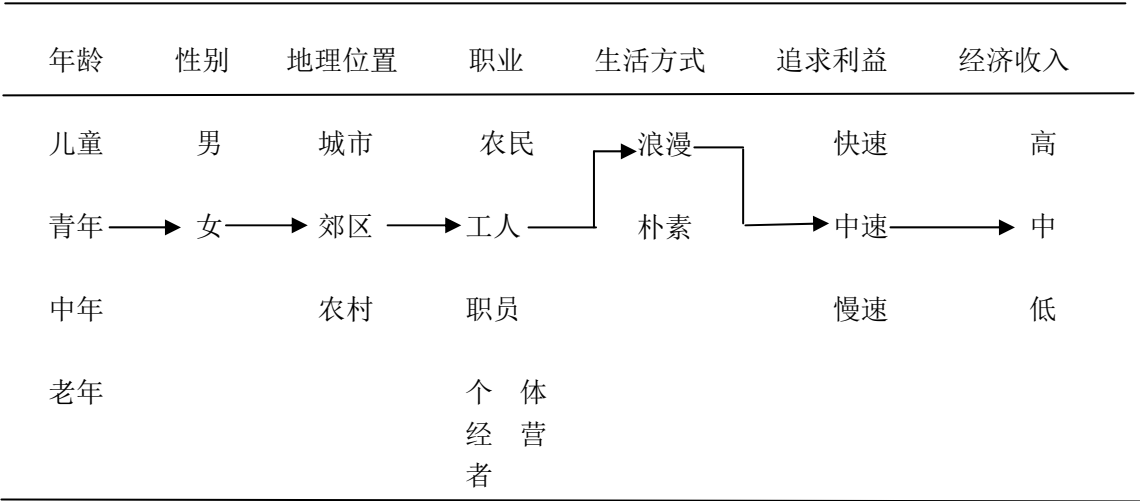 年龄 性别 地理位置 职业 生活方式 追求利益 经济收入
儿童 男 城市 农民 浪漫 快速 高
青年 女 郊区 工人 朴素 中速 中
中年 农村 职员 慢速 低
老年 个 体
经 营
者